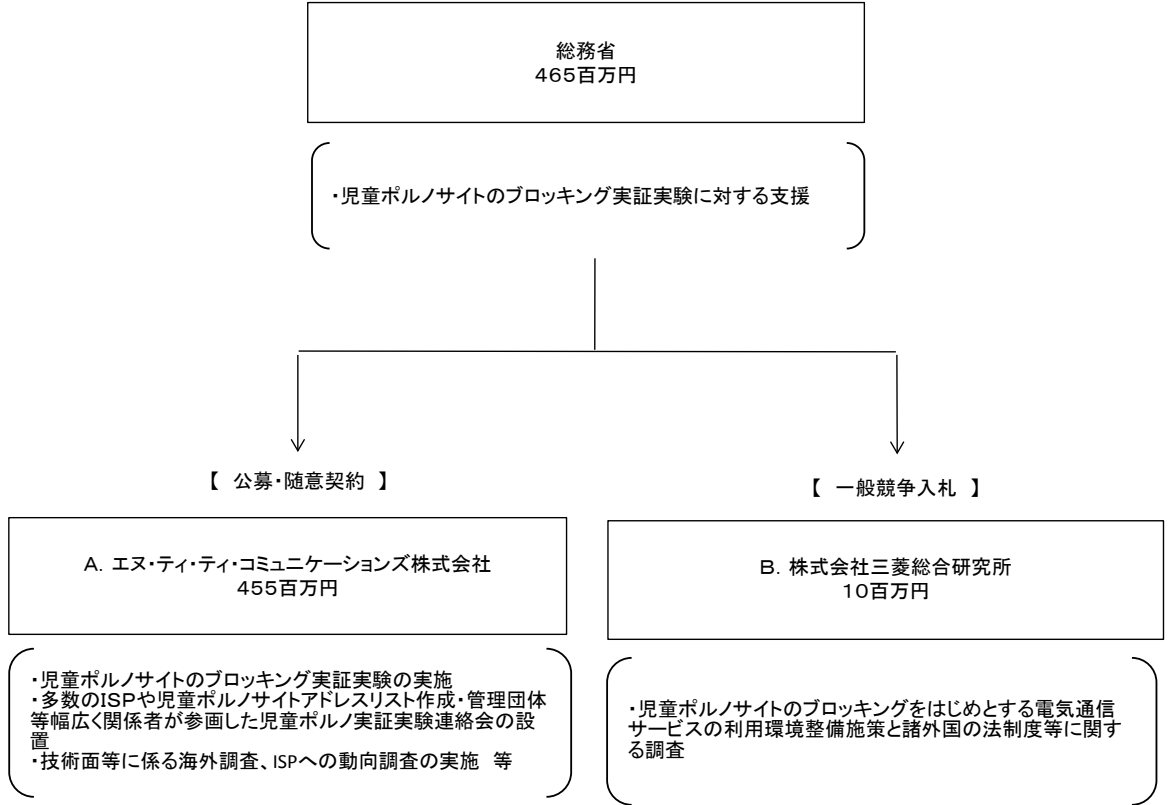 総務省
465百万円
・児童ポルノサイトのブロッキング実証実験に対する支援
【　公募・随意契約　】
【　一般競争入札　】
A．エヌ・ティ・ティ・コミュニケーションズ株式会社
455百万円
B．株式会社三菱総合研究所
10百万円
・児童ポルノサイトのブロッキング実証実験の実施
・多数のISPや児童ポルノサイトアドレスリスト作成・管理団体
等幅広く関係者が参画した児童ポルノ実証実験連絡会の設
置
・技術面等に係る海外調査、ISPへの動向調査の実施　等
・児童ポルノサイトのブロッキングをはじめとする電気通信
サービスの利用環境整備施策と諸外国の法制度等に関す
る調査